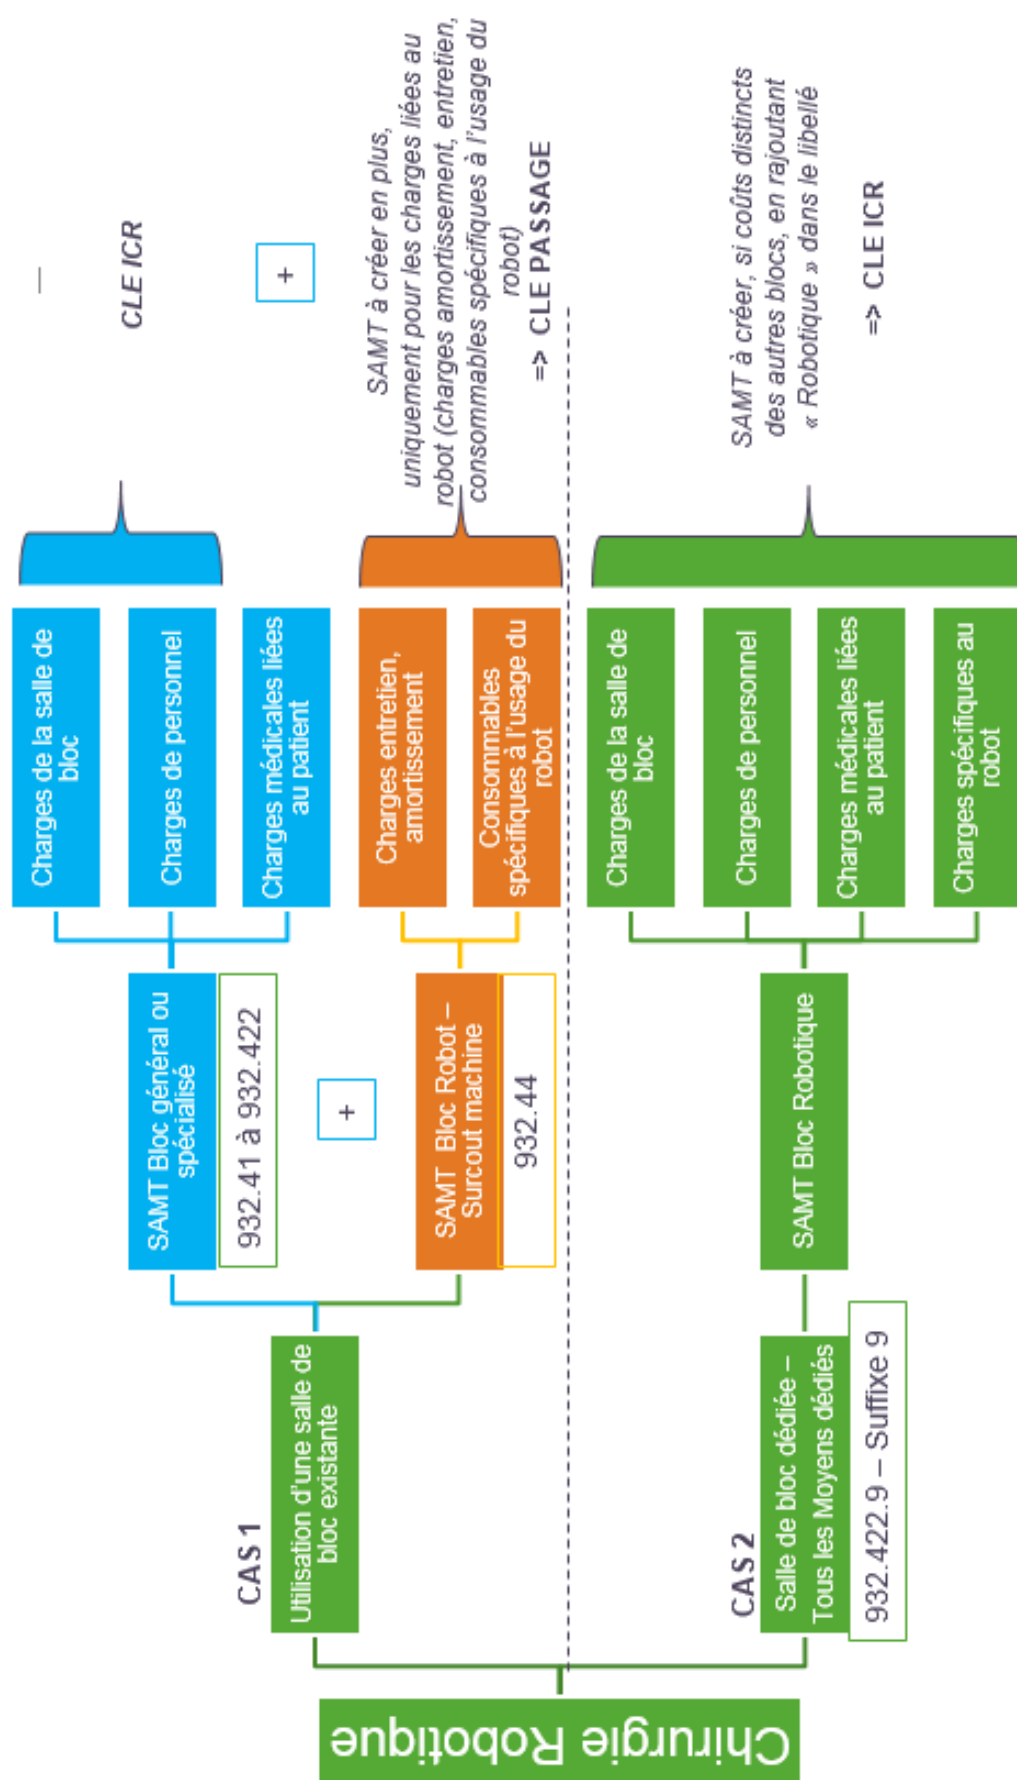 Chirurgie Robotique
CAS 1
Utilisation d'une salle de
bloc existante
SAMT Bloc général ou
spécialisé
932.41 à 932.422
+
SAMT Bloc Robot –
Surcout machine
932.44
Charges de la salle de
bloc
Charges de personnel
Charges médicales liées
au patient
Charges entretien,
amortissement
Consommables
spécifiques à l'usage du
robot
—
CLE ICR
+
SAMT à créer en plus,
uniquement pour les charges liées au
robot (charges amortissement, entretien,
consommables spécifiques à l'usage du
robot)
=> CLE PASSAGE
CAS 2
Salle de bloc dédiée –
Tous les Moyens dédiés
932.422.9 – Suffixe 9
SAMT Bloc Robotique
Charges de la salle de
bloc
Charges de personnel
Charges médicales liées
au patient
Charges spécifiques au
robot
SAMT à créer, si coûts distincts
des autres blocs, en rajoutant
« Robotique » dans le libellé
=> CLE ICR